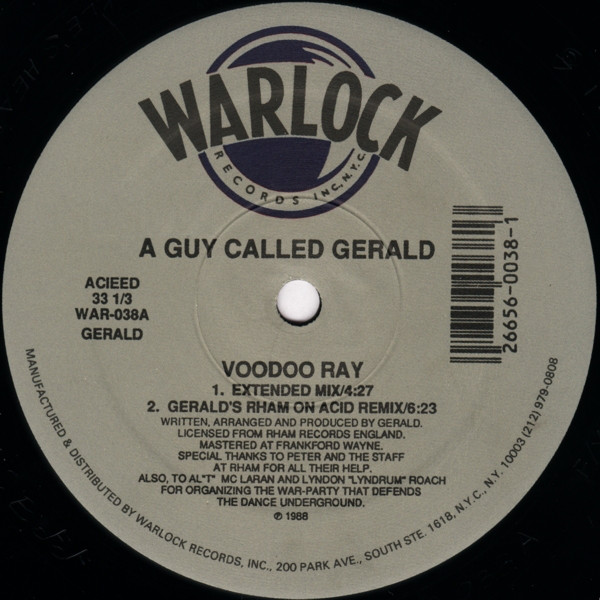 WARLOCK
RECORDS INC. N.Y.C.
A GUY CALLED GERALD
ACIEED
33 1/3
WAR-038A
GERALD
26656-0038-1
VOODOO RAY
1. EXTENDED MIX/4:27
2. GERALD'S RHAM ON ACID REMIX/6:23
WRITTEN, ARRANGED AND PRODUCED BY GERALD.
LICENSED FROM RHAM RECORDS ENGLAND.
MASTERED AT FRANKFORD WAYNE.
SPECIAL THANKS TO PETER AND THE STAFF
AT RHAM FOR ALL THEIR HELP.
ALSO, TO AL"T" MC LARAN AND LYNDON "LYNDRUM" ROACH
FOR ORGANIZING THE WAR-PARTY THAT DEFENDS
THE DANCE UNDERGROUND.
℗ 1988
MANUFACTURED & DISTRIBUTED BY WARLOCK RECORDS, INC., 200 PARK AVE., SOUTH STE. 1618, N.Y.C., N.Y. 10003 (212) 979-0808